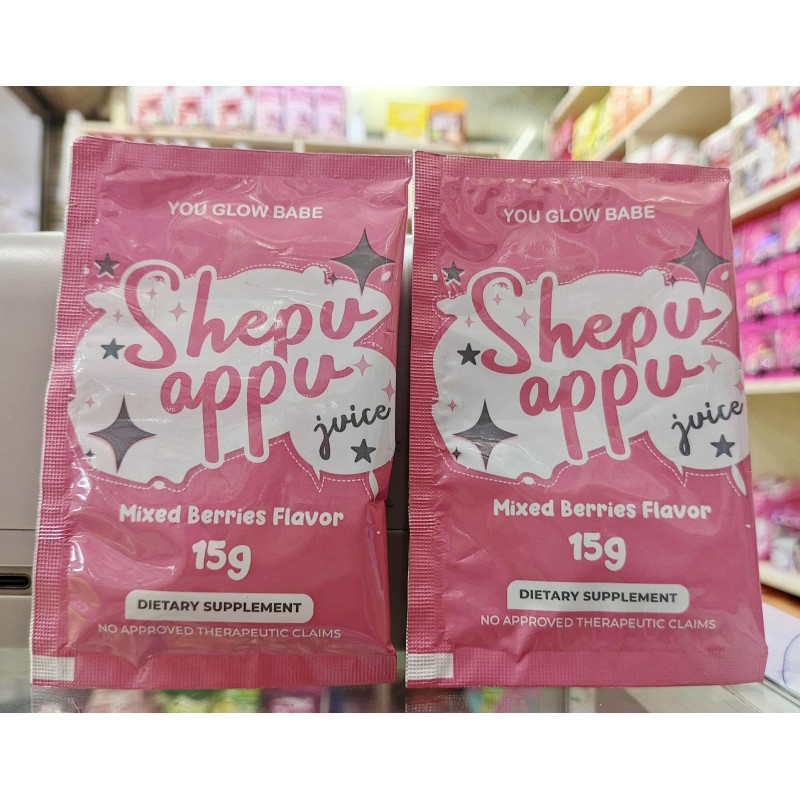 YOU GLOW BABE
Shepu
appu
juice
Mixed Berries Flavor
15g
DIETARY SUPPLEMENT
NO APPROVED THERAPEUTIC CLAIMS
YOU GLOW BABE
Shepu
appu
juice
Mixed Berries Flavor
15g
DIETARY SUPPLEMENT
NO APPROVED THERAPEUTIC CLAIMS